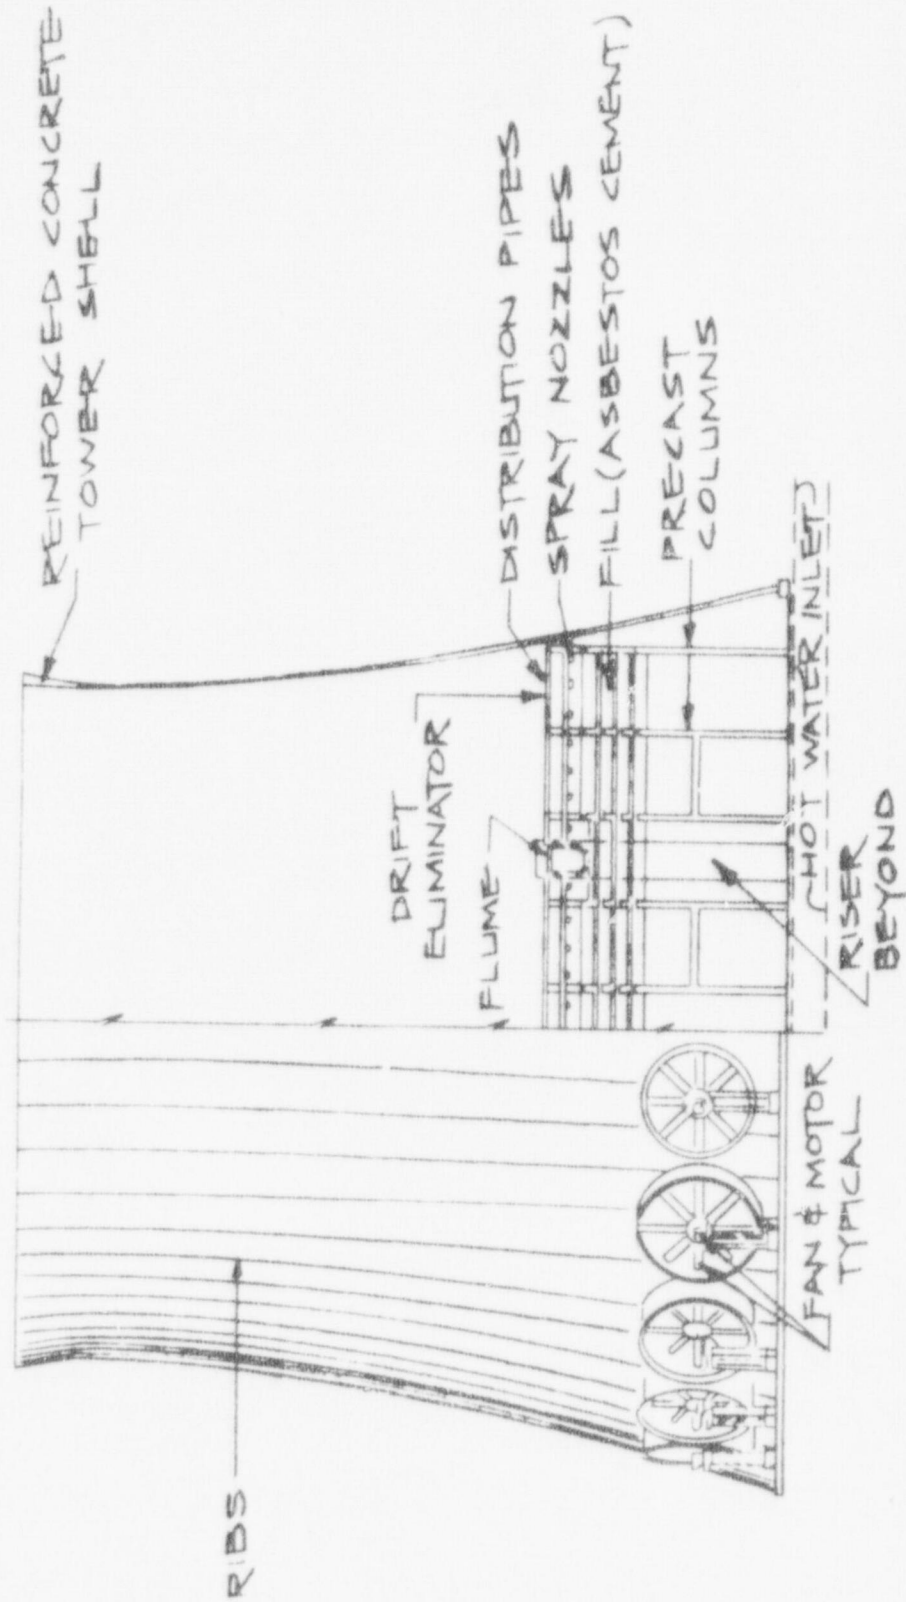 REINFORCED CONCRETE
TOWER SHELL
RIBS
DRIFT
ELIMINATOR
FLUME
DISTRIBUTION PIPES
SPRAY NOZZLES
FILL (ASBESTOS CEMENT)
PRECAST
COLUMNS
HOT WATER INLET
RISER
BEYOND
FAN & MOTOR
TYPICAL